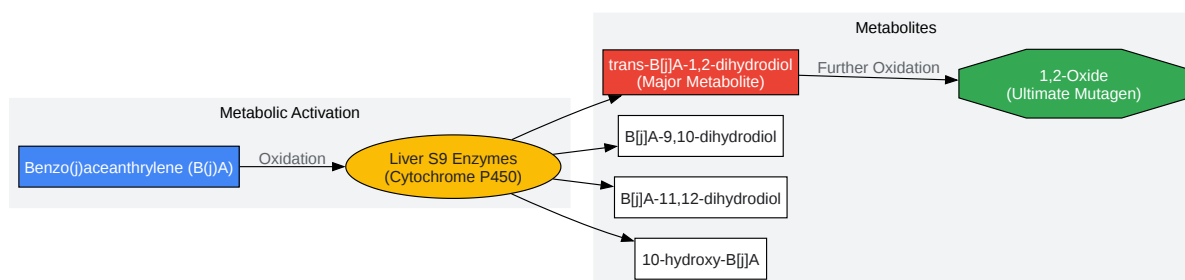 Metabolites
Metabolic Activation
Benzo(j)aceanthrylene (B(j)A)
Oxidation
Liver S9 Enzymes
(Cytochrome P450)
trans-B[j]A-1,2-dihydrodiol
(Major Metabolite)
Further Oxidation
1,2-Oxide
(Ultimate Mutagen)
B[j]A-9,10-dihydrodiol
B[j]A-11,12-dihydrodiol
10-hydroxy-B[j]A